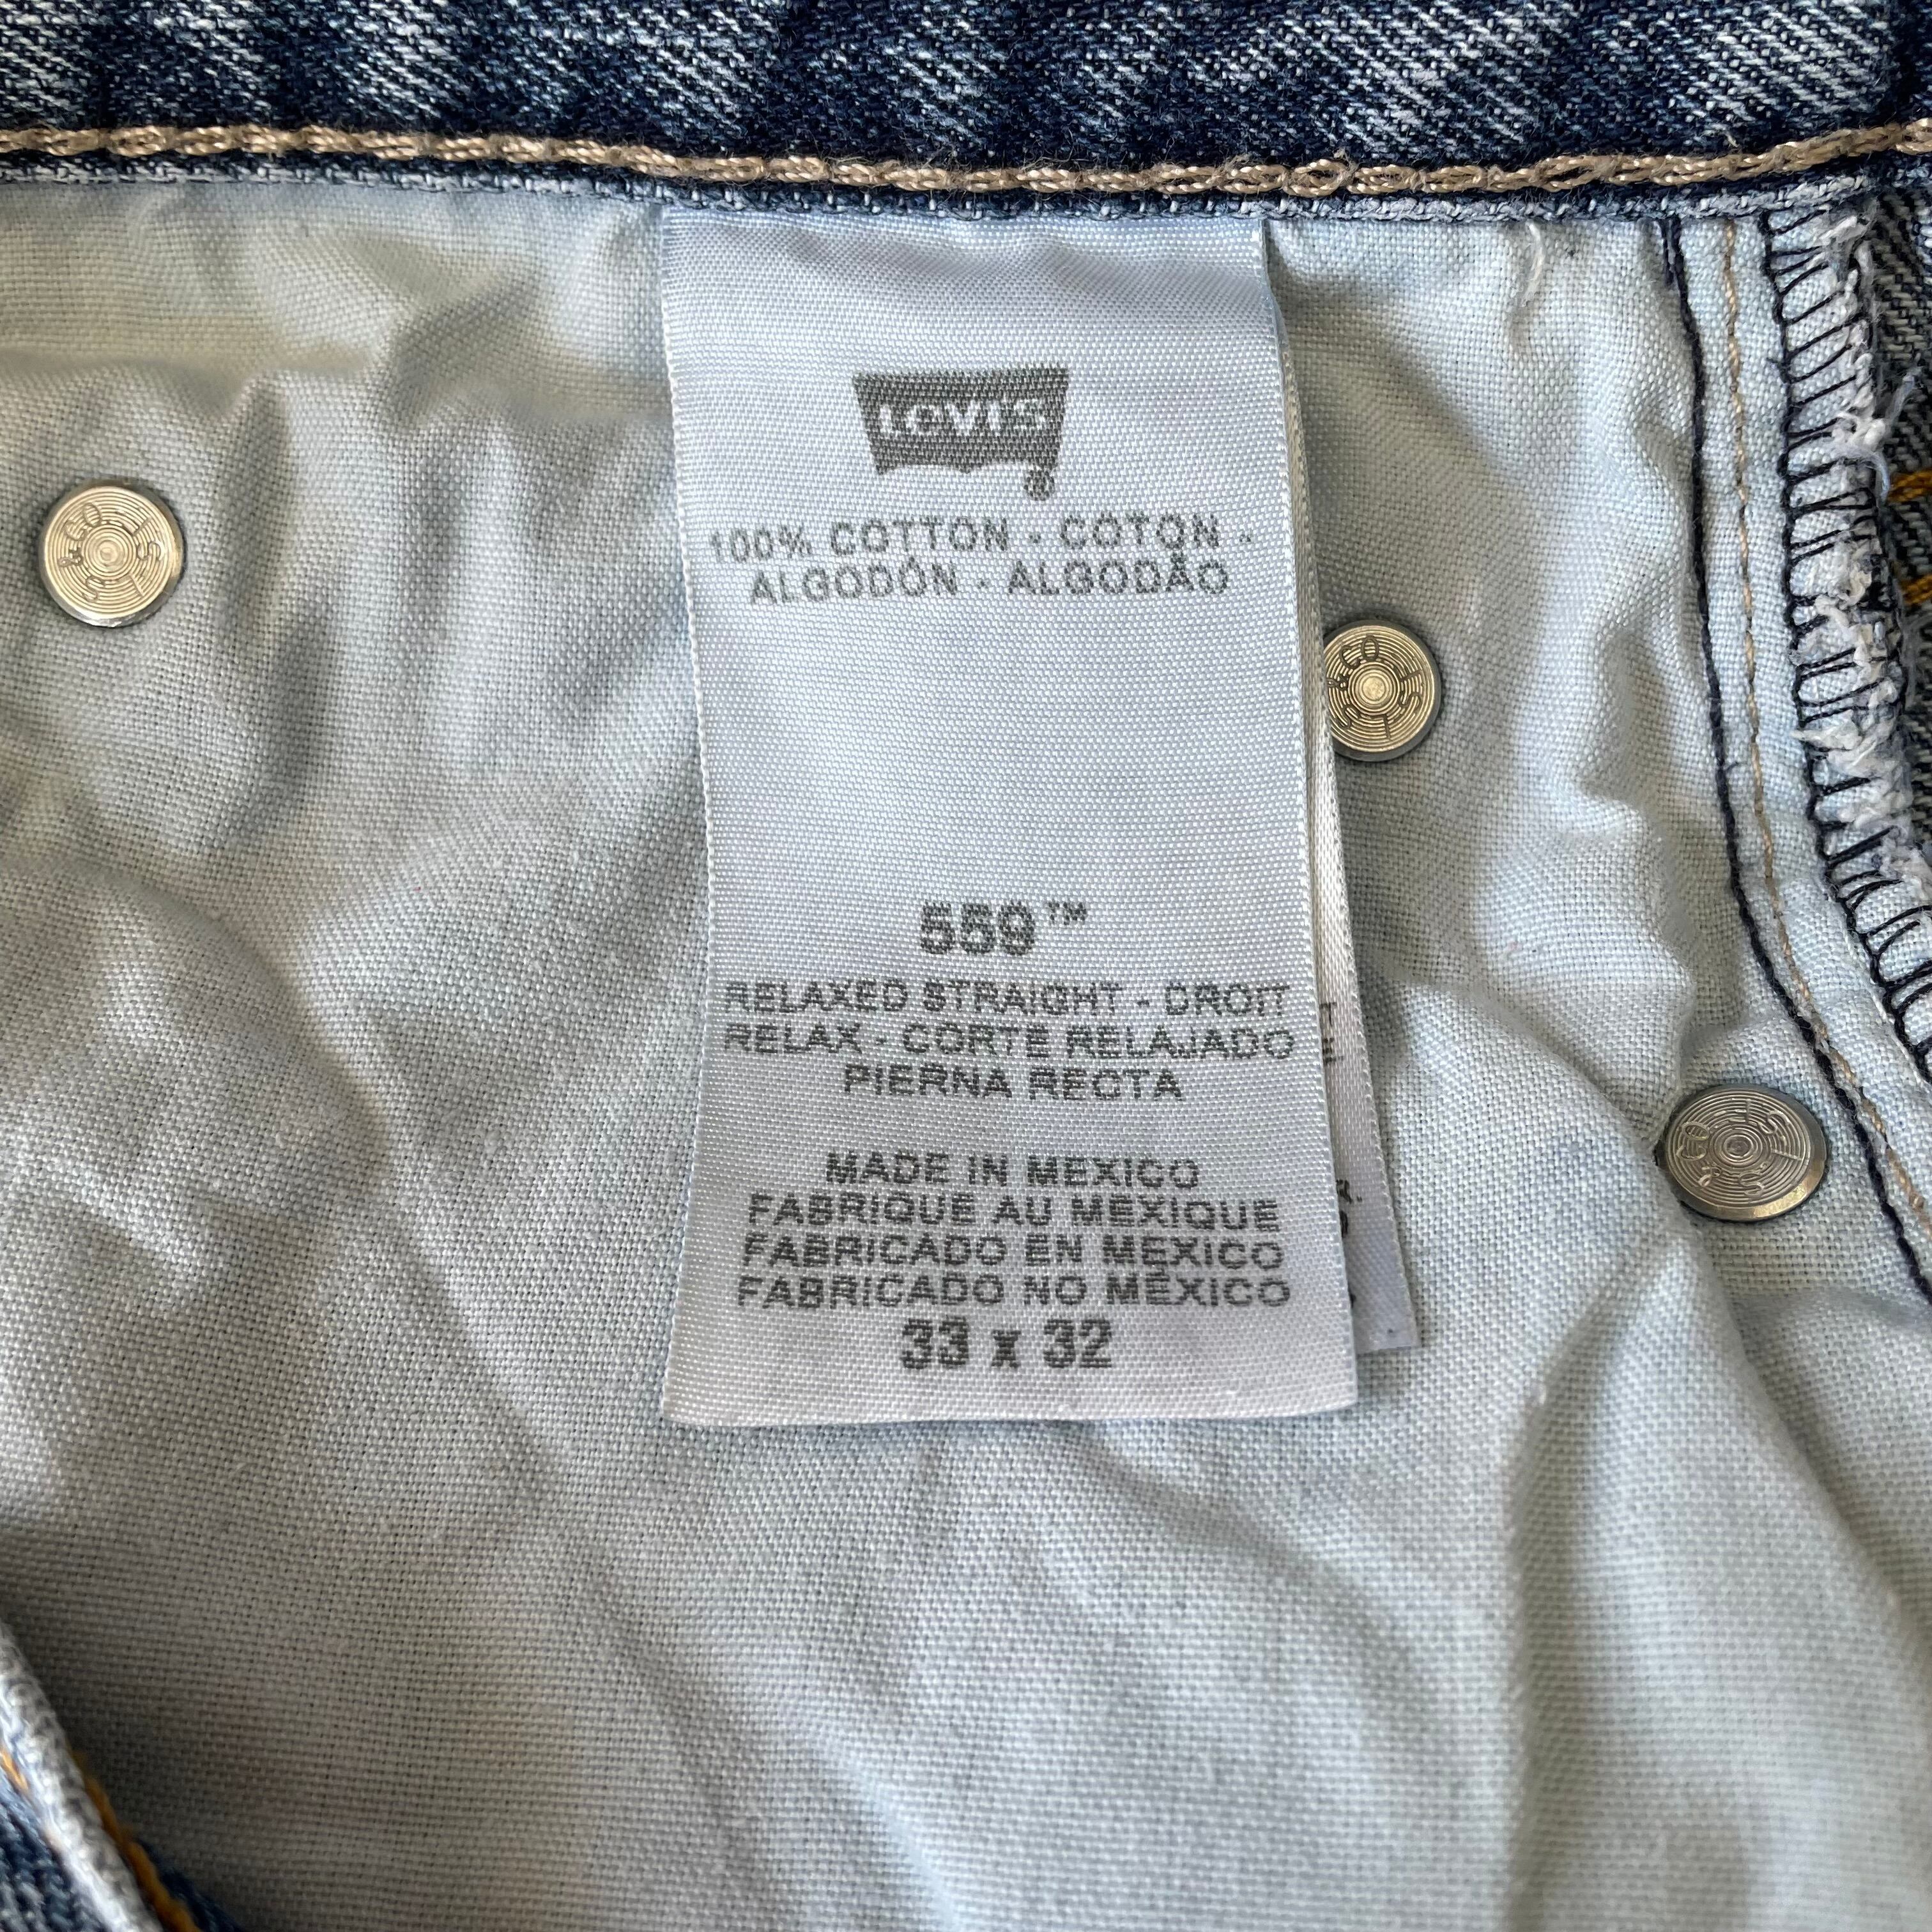 LEVI'S
®
100% COTTON - COTON -
ALGODÓN - ALGODÃO
559™
RELAXED STRAIGHT - DROIT
RELAX - CORTE RELAJADO
PIERNA RECTA
MADE IN MEXICO
FABRIQUE AU MEXIQUE
FABRICADO EN MEXICO
FABRICADO NO MÉXICO
33 x 32